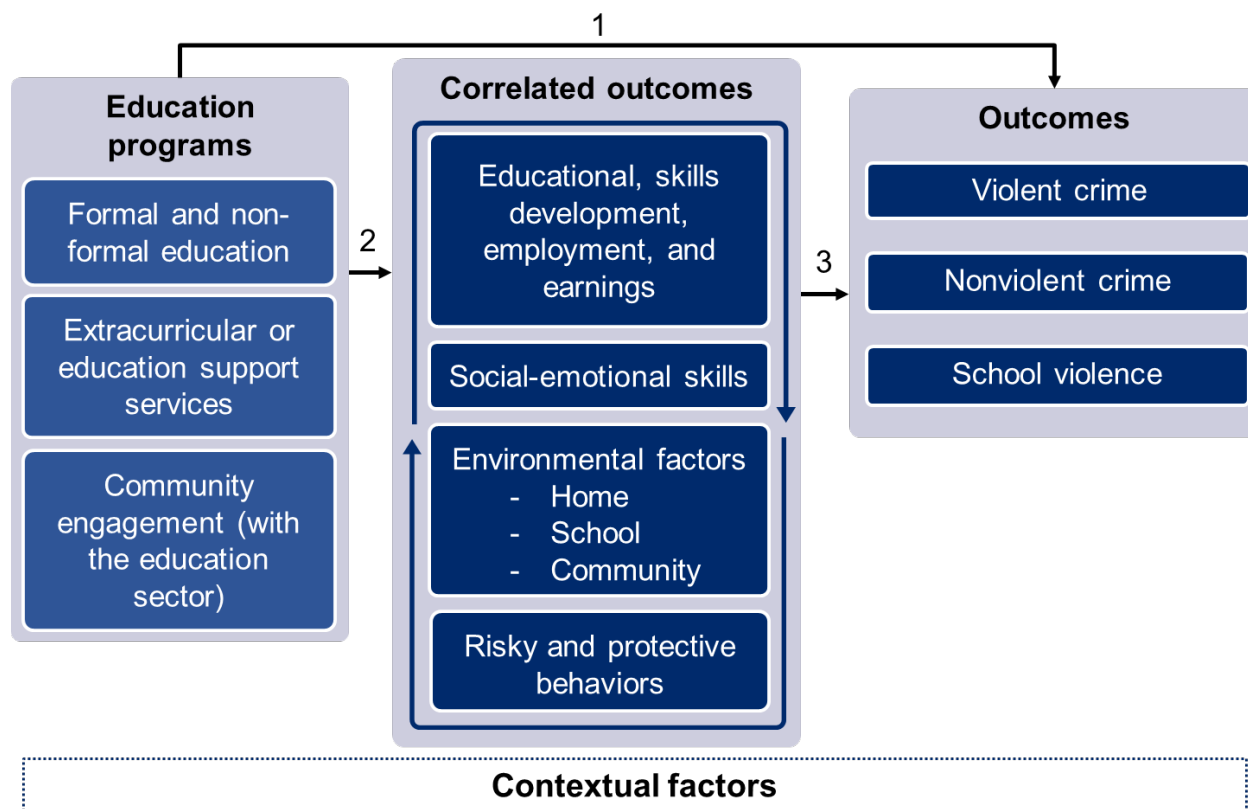 1
Education
programs
Formal and non-
formal education
Extracurricular or
education support
services
Community
engagement (with
the education
sector)
2
Correlated outcomes
Educational, skills
development,
employment, and
earnings
Social-emotional skills
Environmental factors
- Home
- School
- Community
Risky and protective
behaviors
3
Outcomes
Violent crime
Nonviolent crime
School violence
Contextual factors